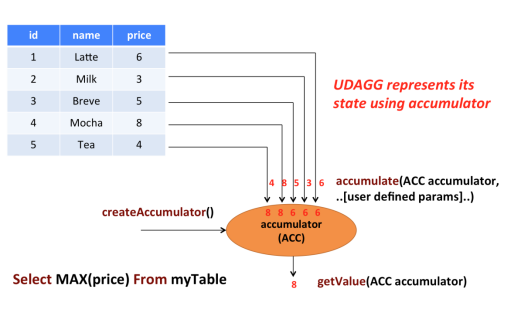 id name price
1 Latte 6
2 Milk 3
3 Breve 5
4 Mocha 8
5 Tea 4
UDAGG represents its
state using accumulator
4 8 5 3 6
accumulate(ACC accumulator,
..[user defined params]..)
8 8 6 6 6
createAccumulator()
accumulator
(ACC)
Select MAX(price) From myTable
8
getValue(ACC accumulator)